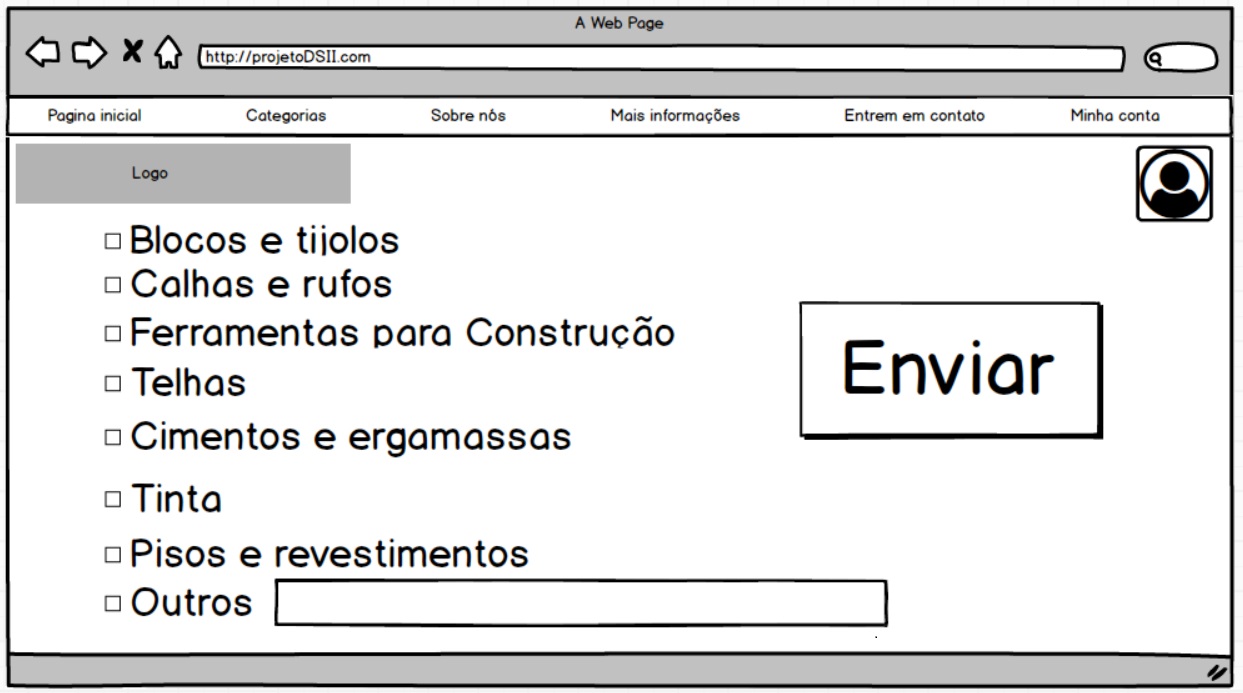 A Web Page
http://projetoDSII.com
Pagina inicial Categorias Sobre nós Mais informações Entrem em contato Minha conta
Logo
Blocos e tijolos
Calhas e rufos
Ferramentas para Construção
Enviar
Telhas
Cimentos e ergamassas
Tinta
Pisos e revestimentos
Outros